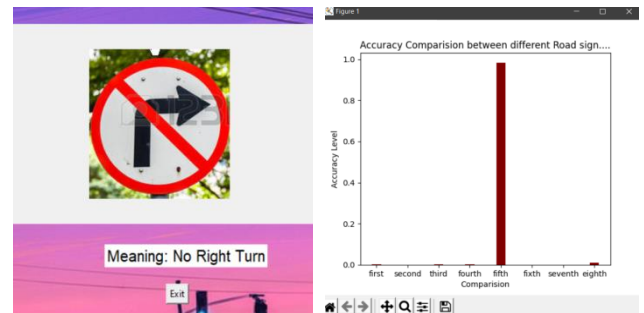 Meaning: No Right Turn
Exit
Figure 1
Accuracy Comparision between different Road sign....
Accuracy Level
1.0
0.8
0.6
0.4
0.2
0.0
first second third fourth fifth fixth seventh eighth
Comparision